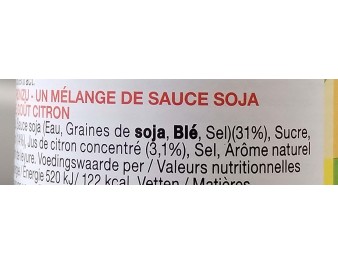 - UN MÉLANGE DE SAUCE SOJA
GOÛT CITRON
Sauce soja (Eau, Graines de soja, Blé, Sel)(31%), Sucre,
Jus de citron concentré (3,1%), Sel, Arôme naturel
levure. Voedingswaarde per / Valeurs nutritionnelles
Energie 520 kJ/ 122 kcal, Vetten / Matières